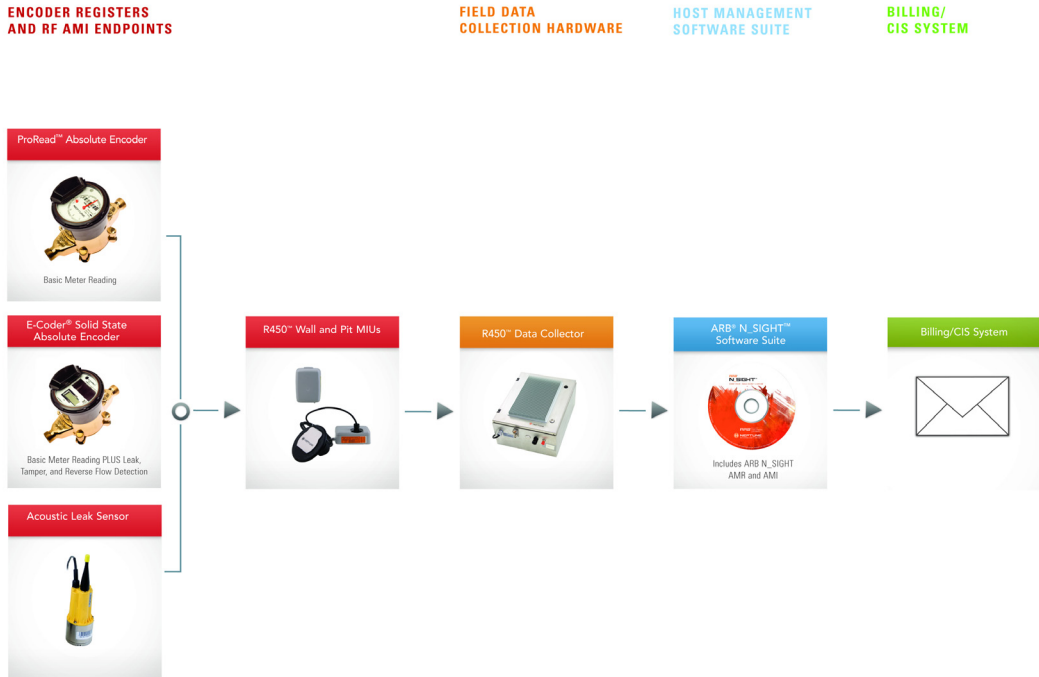 ENCODER REGISTERS
AND RF AMI ENDPOINTS
FIELD DATA
COLLECTION HARDWARE
HOST MANAGEMENT
SOFTWARE SUITE
BILLING/
CIS SYSTEM
ProRead™ Absolute Encoder
Basic Meter Reading
E-Coder® Solid State
Absolute Encoder
Basic Meter Reading PLUS Leak,
Tamper, and Reverse Flow Detection
Acoustic Leak Sensor
R450™ Wall and Pit MIUs
R450™ Data Collector
ARB® N_SIGHT™
Software Suite
N_SIGHT™
NEPTUNE
Includes ARB N_SIGHT
AMR and AMI
Billing/CIS System